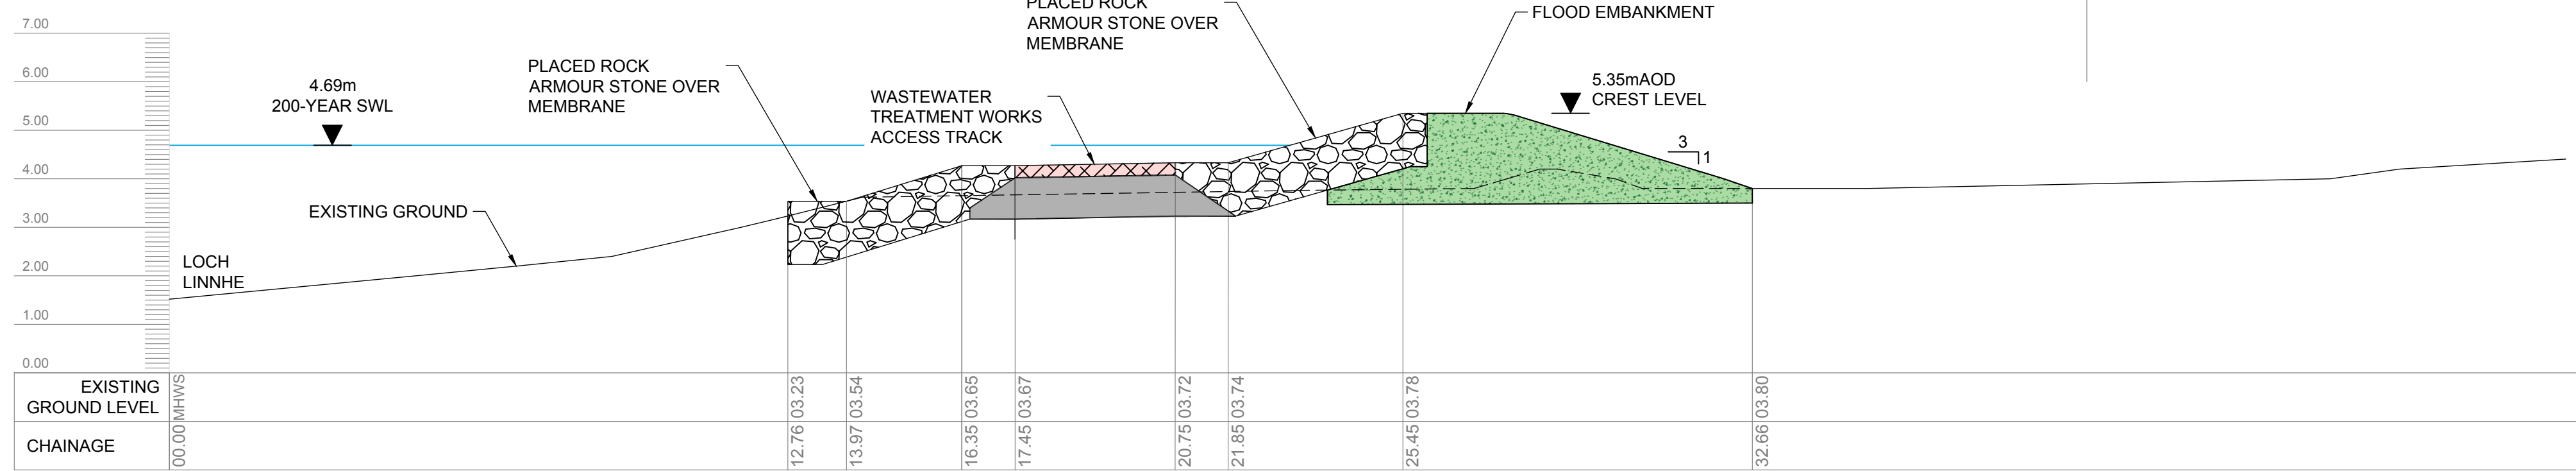 7.00
6.00
5.00
4.00
3.00
2.00
1.00
0.00
4.69m
200-YEAR SWL
PLACED ROCK
ARMOUR STONE OVER
MEMBRANE
WASTEWATER
TREATMENT WORKS
ACCESS TRACK
PLACED ROCK
ARMOUR STONE OVER
MEMBRANE
FLOOD EMBANKMENT
5.35mAOD
CREST LEVEL
3
1
EXISTING GROUND
LOCH
LINNHE
EXISTING
GROUND LEVEL
MHWS
03.23
03.54
03.65
03.67
03.72
03.74
03.78
03.80
CHAINAGE
00.00
12.76
13.97
16.35
17.45
20.75
21.85
25.45
32.66